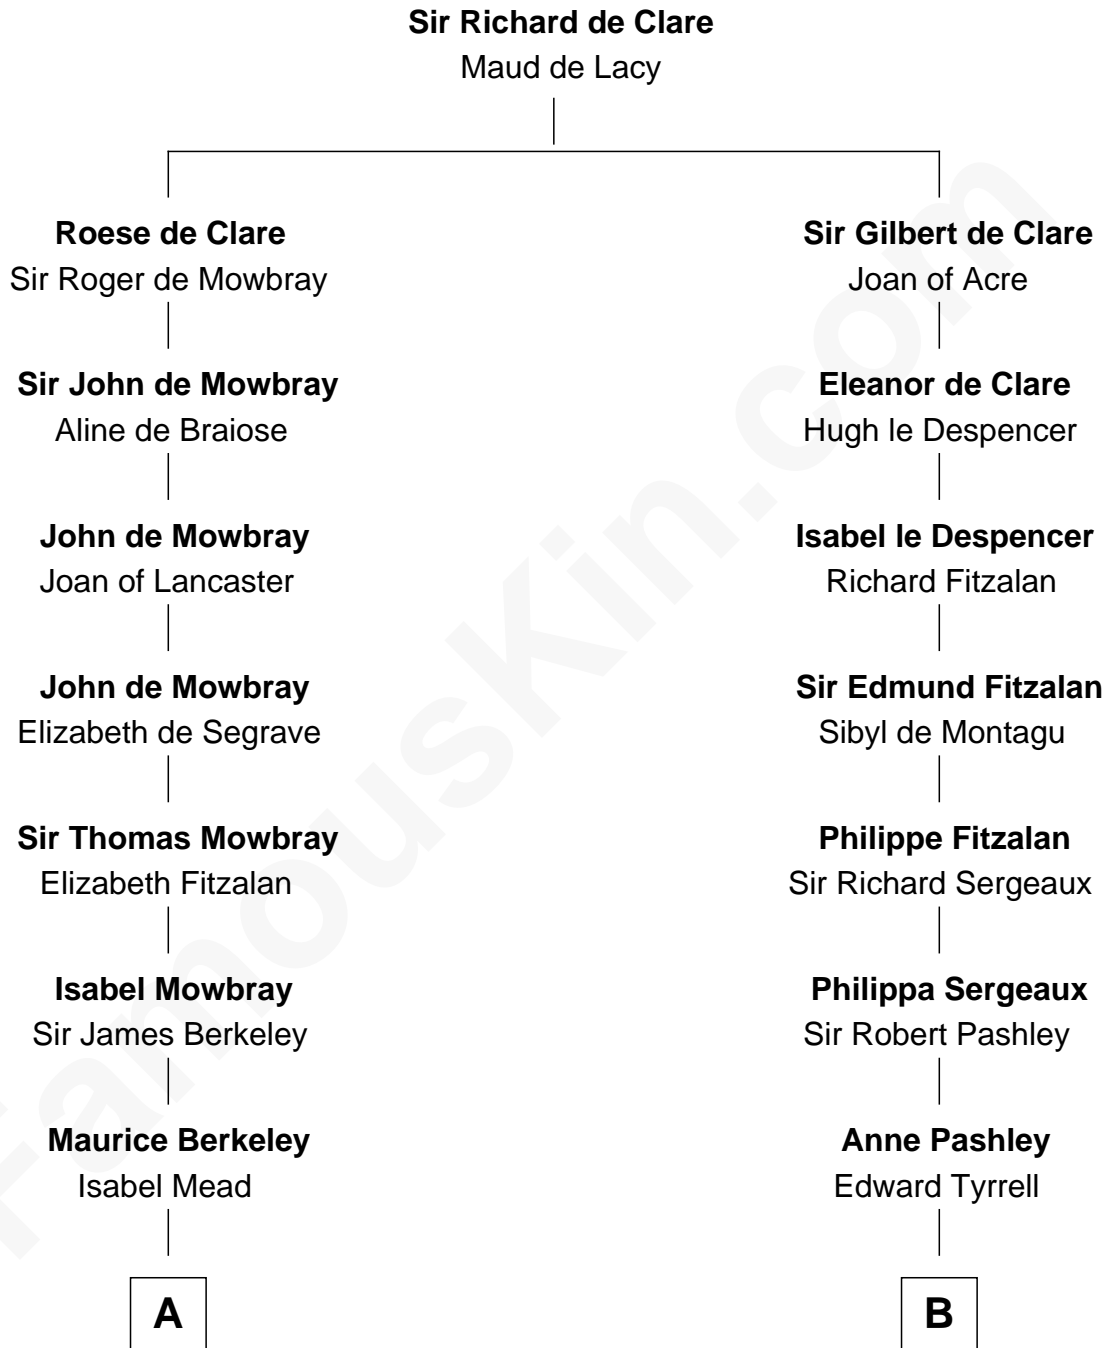 Sir Richard de Clare
Maud de Lacy
Roese de Clare
Sir Roger de Mowbray
Sir Gilbert de Clare
Joan of Acre
Sir John de Mowbray
Aline de Braiose
Eleanor de Clare
Hugh le Despencer
John de Mowbray
Joan of Lancaster
Isabel le Despencer
Richard Fitzalan
John de Mowbray
Elizabeth de Segrave
Sir Edmund Fitzalan
Sibyl de Montagu
Sir Thomas Mowbray
Elizabeth Fitzalan
Philippe Fitzalan
Sir Richard Sergeaux
Isabel Mowbray
Sir James Berkeley
Philippa Sergeaux
Sir Robert Pashley
Maurice Berkeley
Isabel Mead
Anne Pashley
Edward Tyrrell
A
B
FamousKin.com